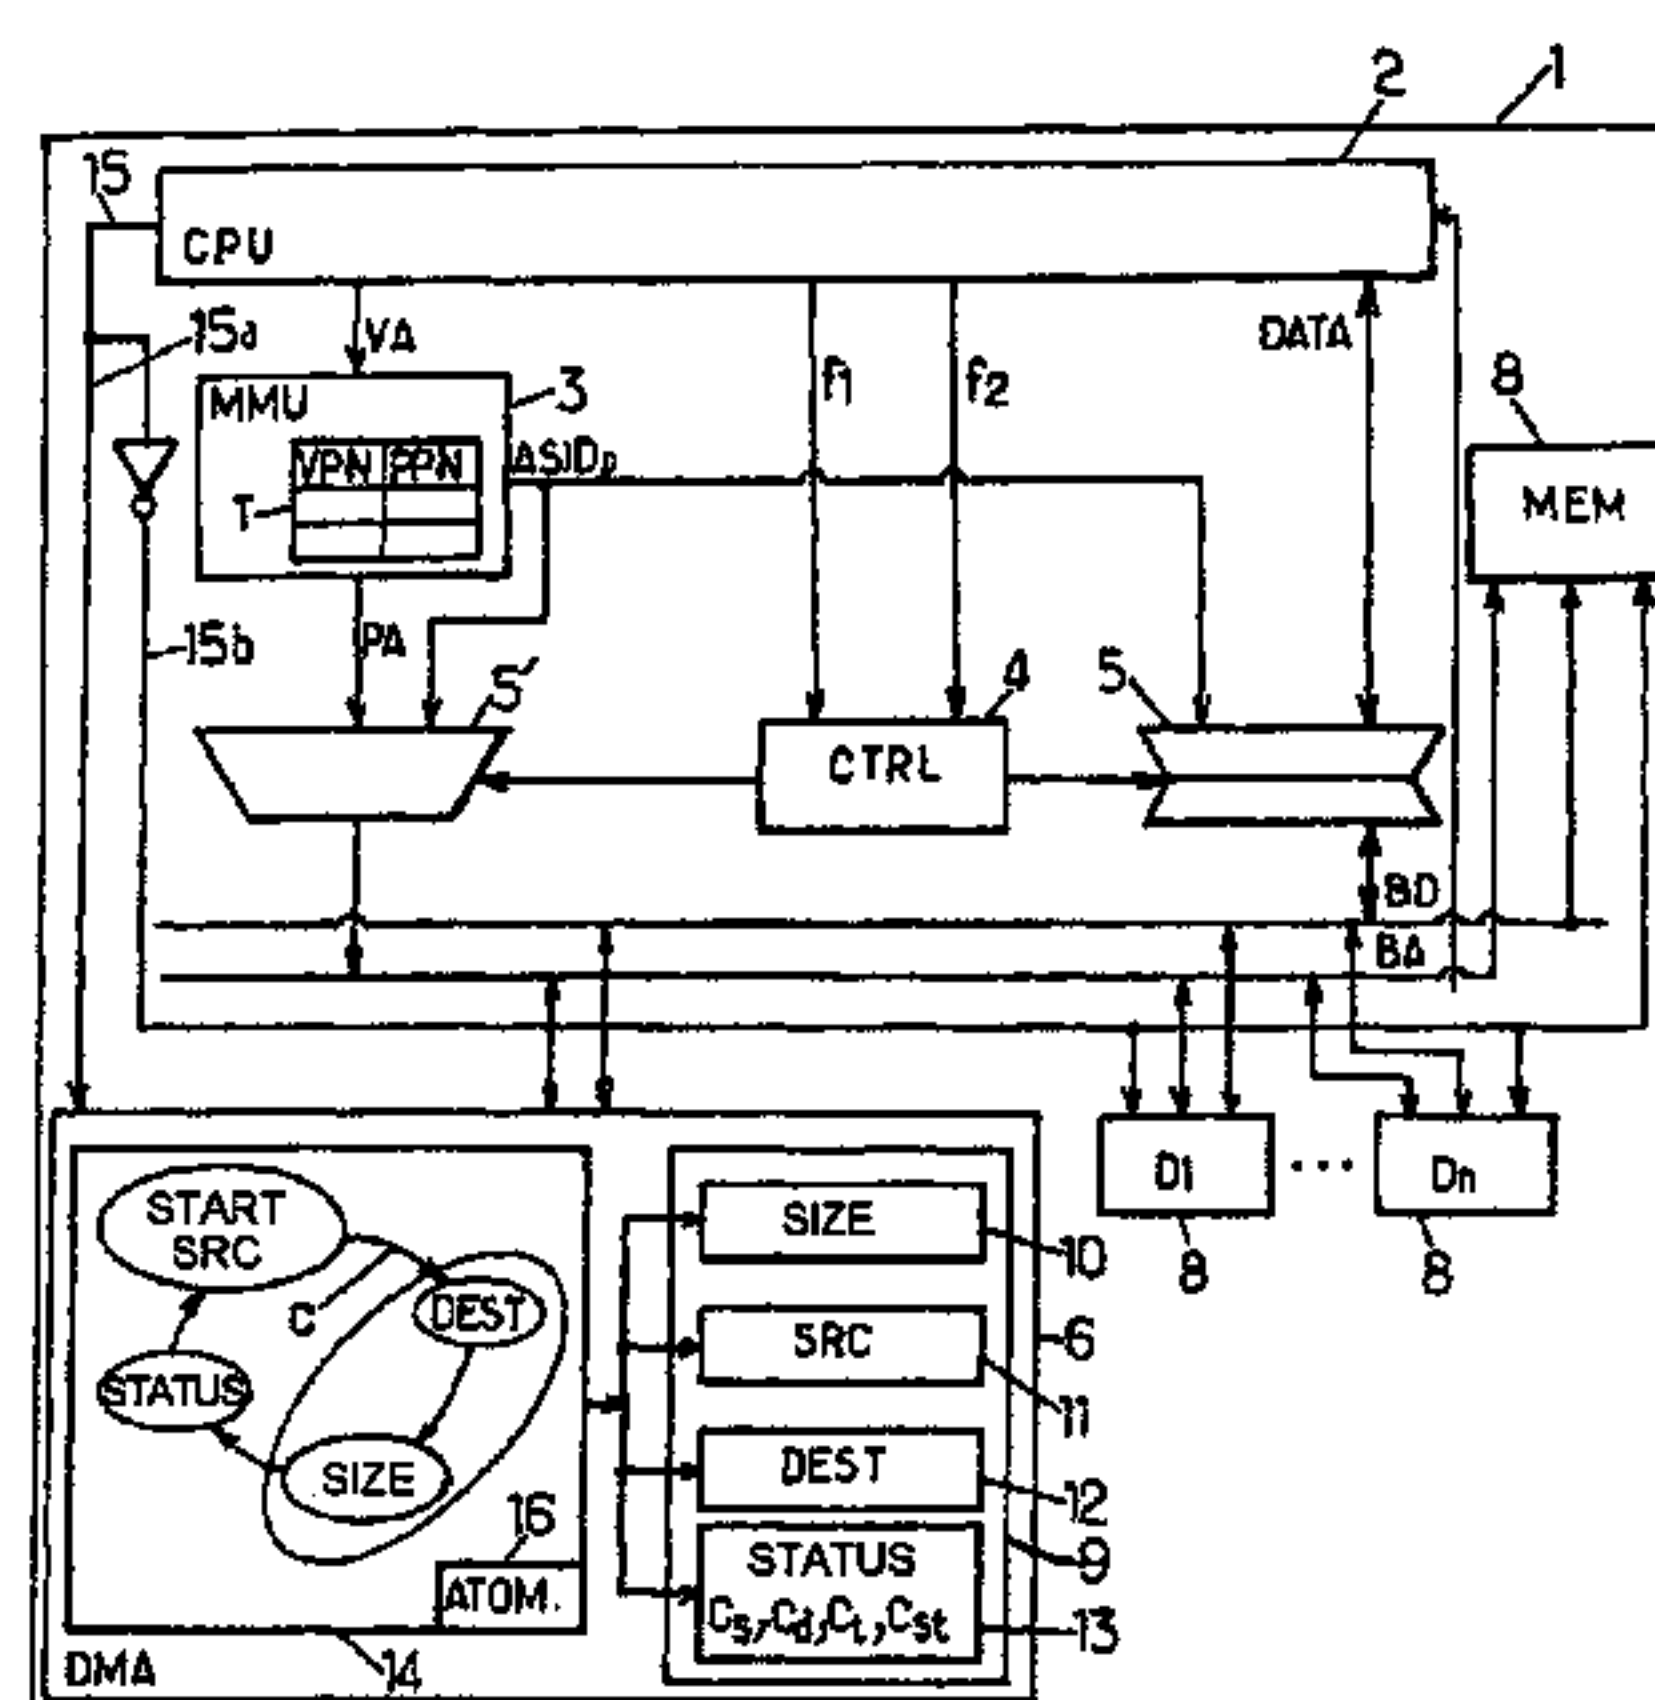 1
2
15
CPU
15a
VA
f1
f2
DATA
8
MMU
3
VPN PPN
ASIDp
T
MEM
15b
PA
5'
4
5
CTRL
BD
BA
START
SRC
C
DEST
STATUS
SIZE
16
ATOM.
DMA
14
SIZE
10
SRC
6
11
DEST
12
STATUS
9
Cs, Cd, Ct, Cst
13
D1
...
Dn
8
8